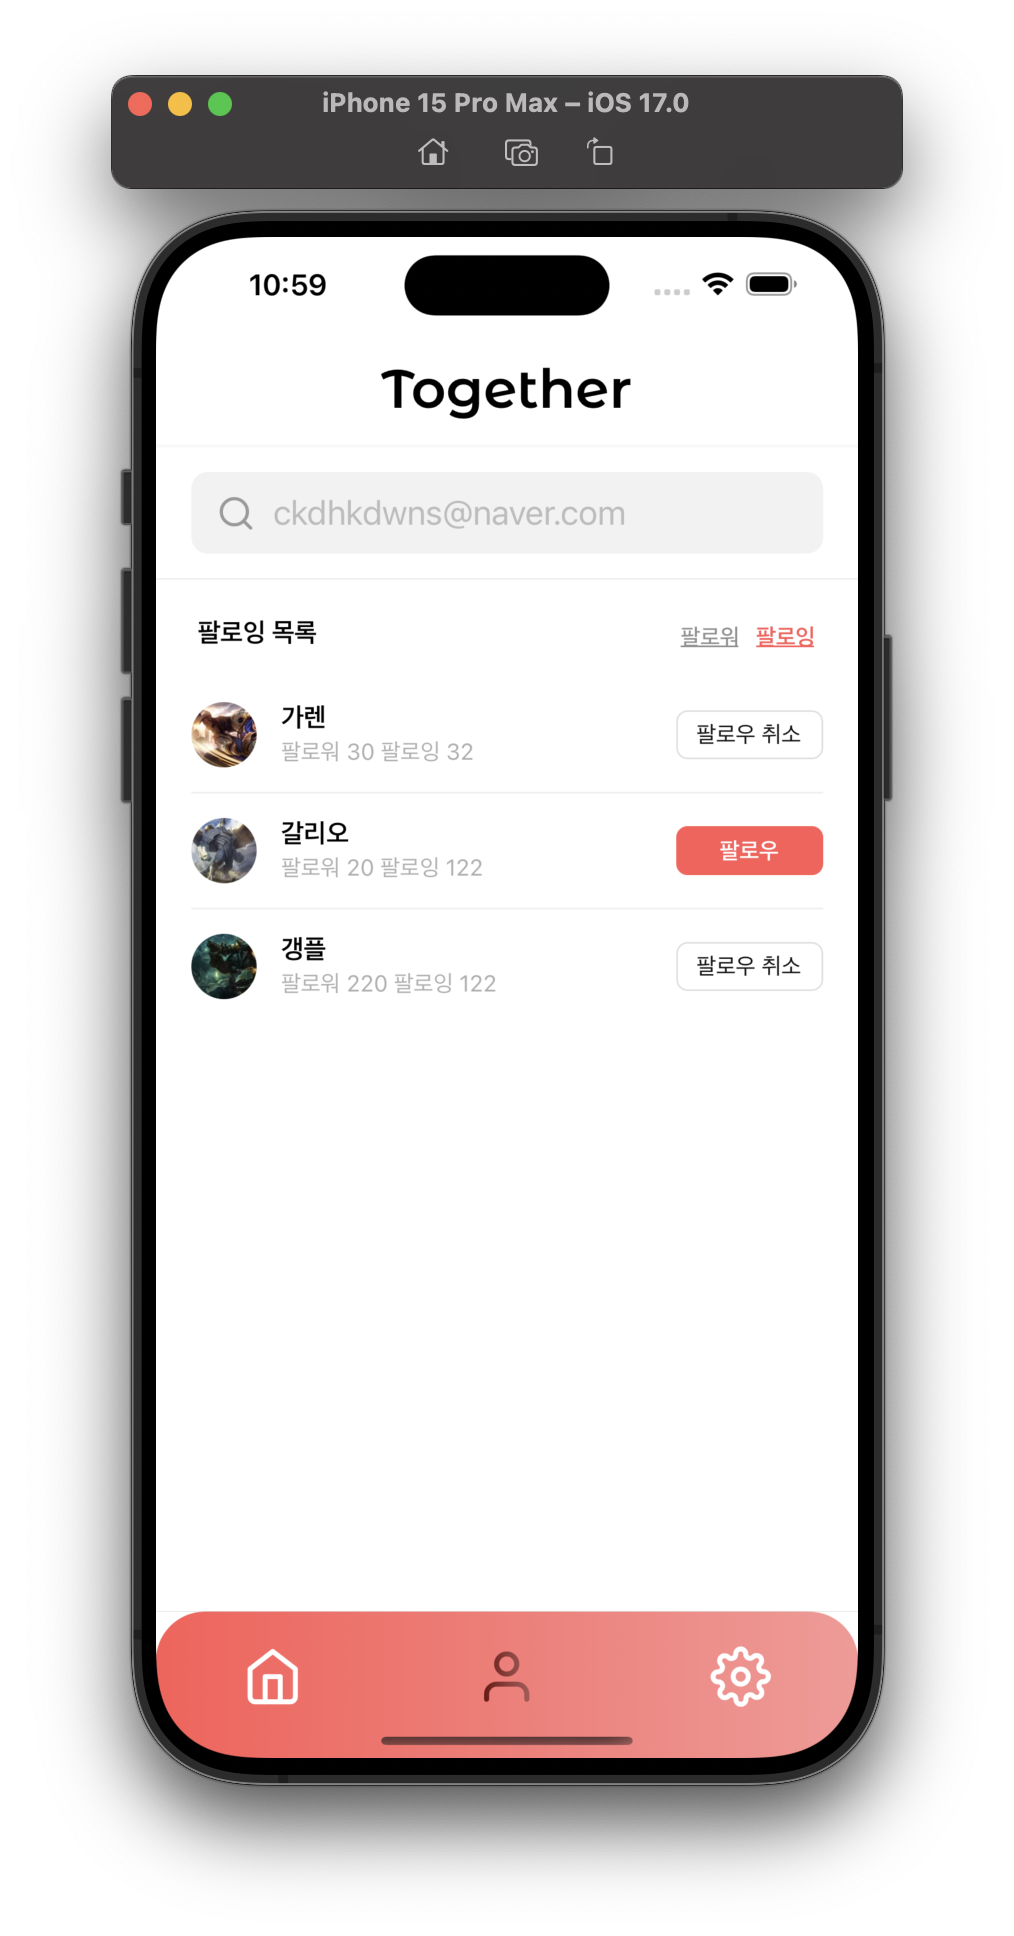 iPhone 15 Pro Max – iOS 17.0
10:59
Together
ckdhkdwns@naver.com
팔로잉 목록
팔로워 팔로잉
가렌
팔로워 30 팔로잉 32
팔로우 취소
갈리오
팔로워 20 팔로잉 122
팔로우
갱플
팔로워 220 팔로잉 122
팔로우 취소